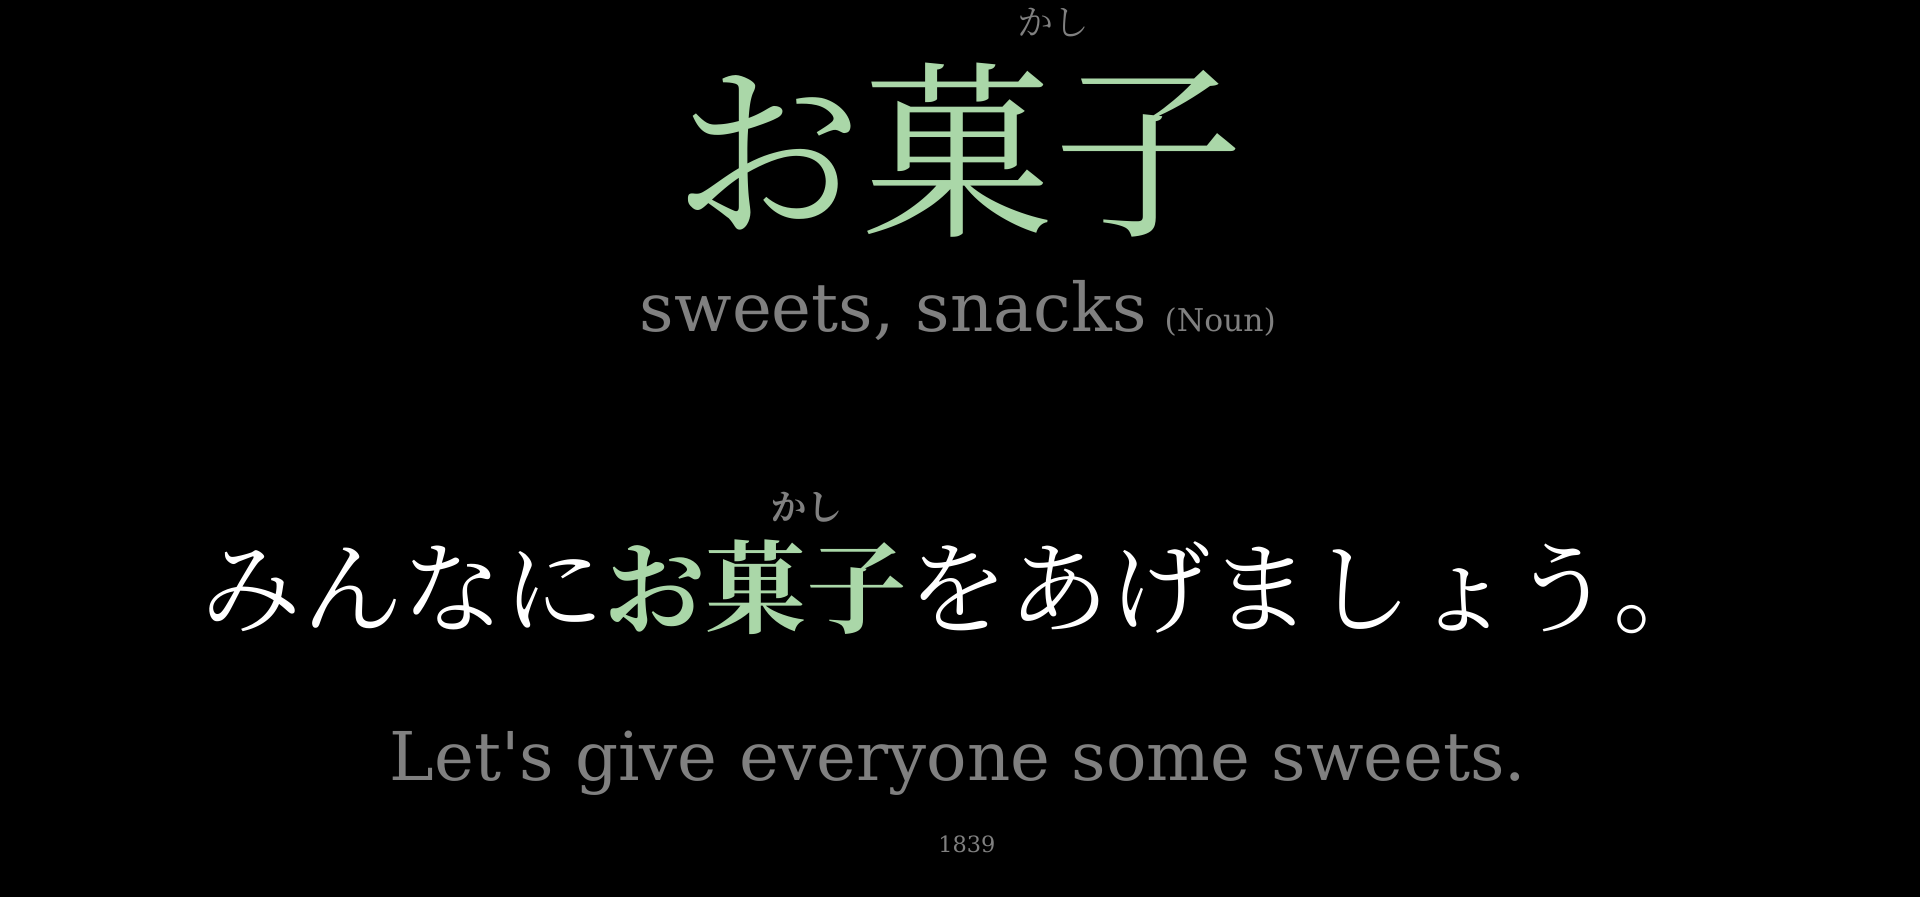 かし
お菓子
sweets, snacks (Noun)
かし
みんなにお菓子をあげましょう。
Let's give everyone some sweets.
1839